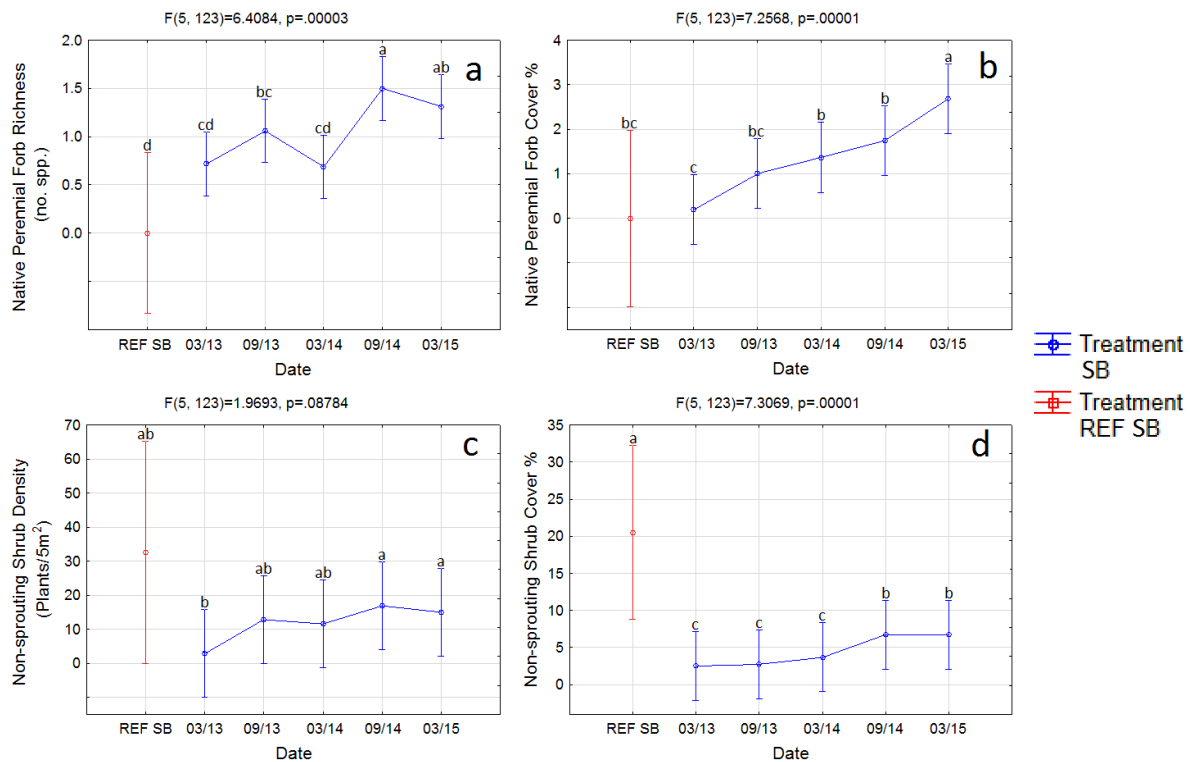 F(5, 123)=6.4084, p=.00003
Native Perennial Forb Richness
(no. spp.)
2.0
1.5
1.0
0.5
0.0
a
d
cd
bc
cd
a
ab
REF SB 03/13 09/13 03/14 09/14 03/15
Date
F(5, 123)=7.2568, p=.00001
Native Perennial Forb Cover %
4
3
2
1
0
b
bc
c
bc
b
b
a
REF SB 03/13 09/13 03/14 09/14 03/15
Date
Treatment
SB
Treatment
REF SB
F(5, 123)=1.9693, p=.08784
Non-sprouting Shrub Density
(Plants/5m²)
70
60
50
40
30
20
10
0
c
ab
b
ab
ab
a
a
REF SB 03/13 09/13 03/14 09/14 03/15
Date
F(5, 123)=7.3069, p=.00001
Non-sprouting Shrub Cover %
35
30
25
20
15
10
5
0
d
a
c
c
c
b
b
REF SB 03/13 09/13 03/14 09/14 03/15
Date